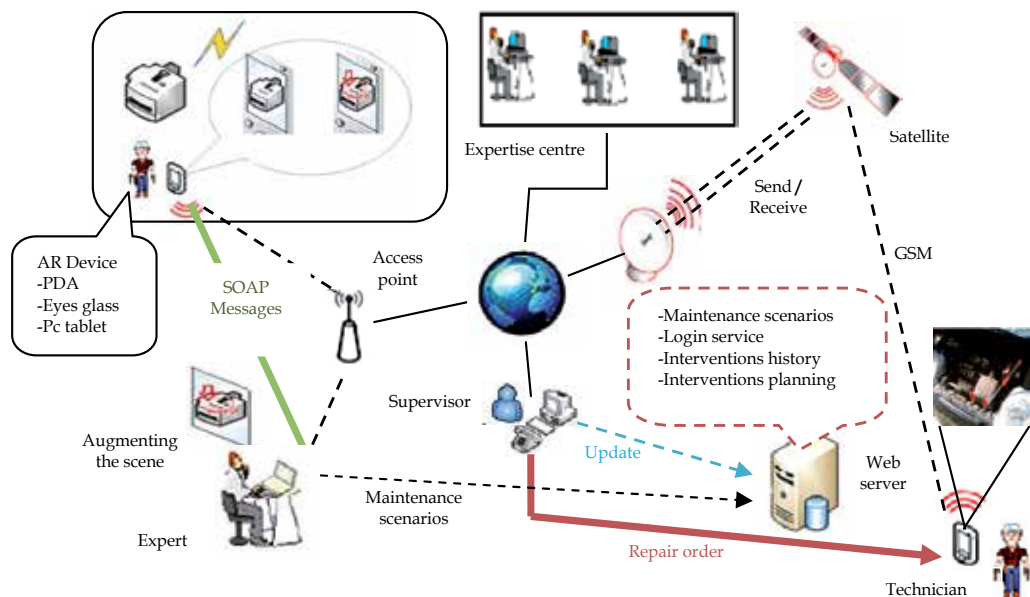 Expertise centre
Satellite
Send /
Receive
GSM
AR Device
-PDA
-Eyes glass
-Pc tablet
SOAP
Messages
Access
point
-Maintenance scenarios
-Login service
-Interventions history
-Interventions planning
Supervisor
Augmenting
the scene
Update
Web
server
Maintenance
scenarios
Expert
Repair order
Technician